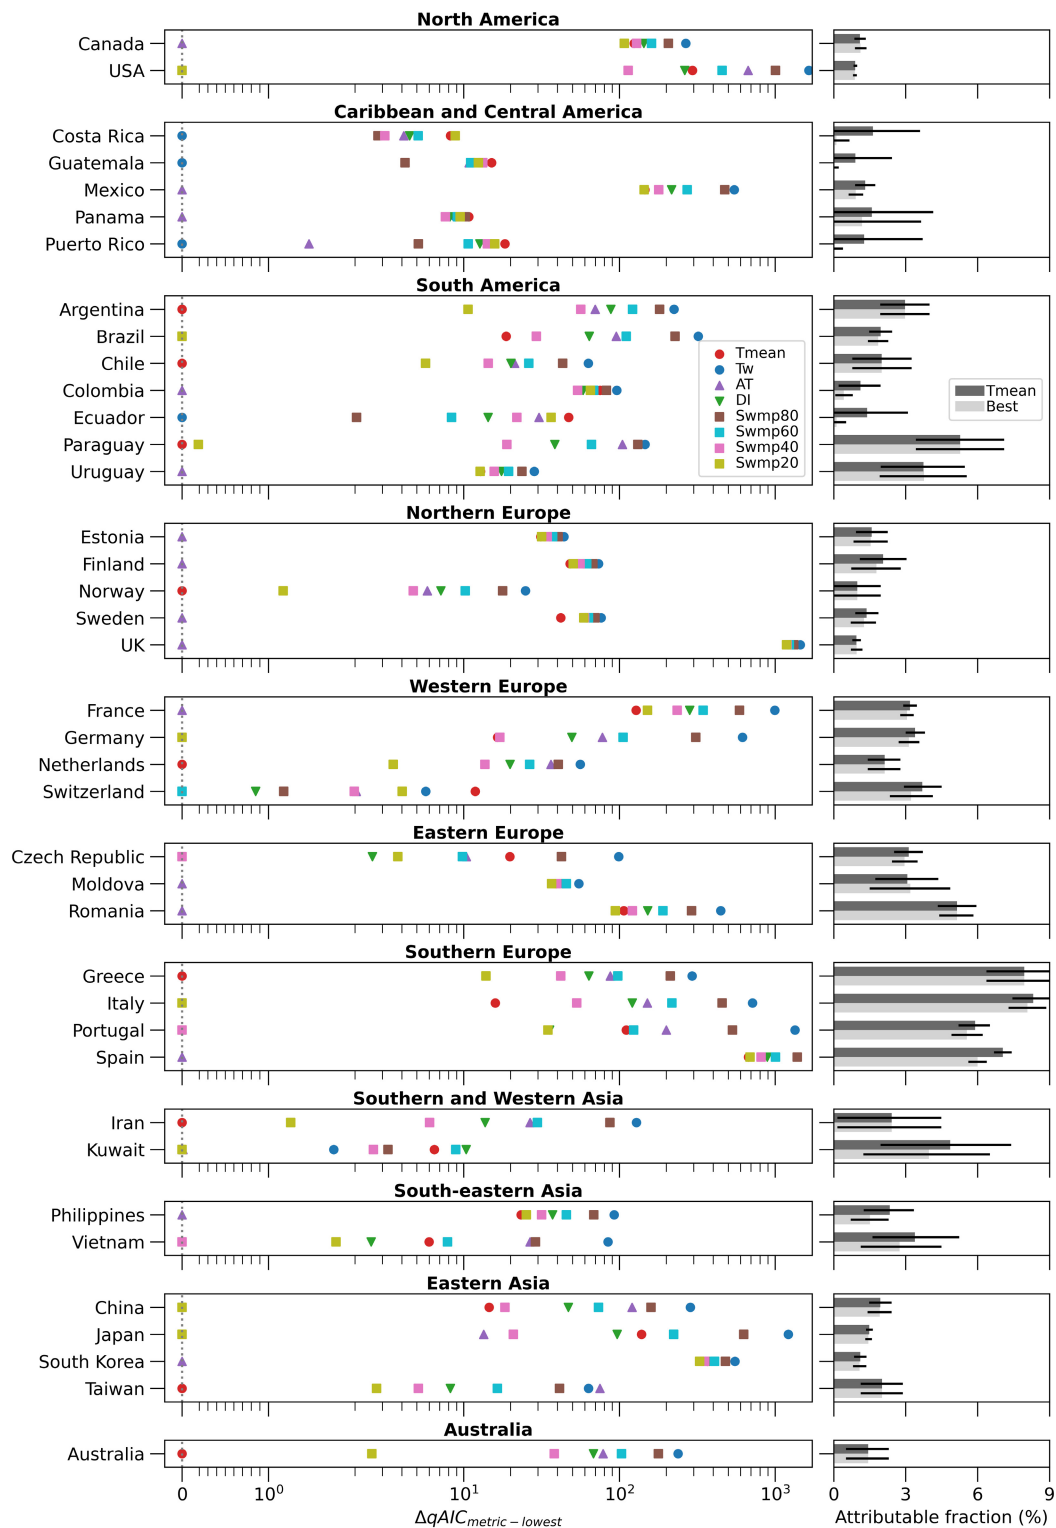 North America
Canada
USA
Caribbean and Central America
Costa Rica
Guatemala
Mexico
Panama
Puerto Rico
South America
Argentina
Brazil
Chile
Colombia
Ecuador
Paraguay
Uruguay
Tmean
Tw
AT
DI
Swmp80
Swmp60
Swmp40
Swmp20
Tmean
Best
Northern Europe
Estonia
Finland
Norway
Sweden
UK
Western Europe
France
Germany
Netherlands
Switzerland
Eastern Europe
Czech Republic
Moldova
Romania
Southern Europe
Greece
Italy
Portugal
Spain
Southern and Western Asia
Iran
Kuwait
South-eastern Asia
Philippines
Vietnam
Eastern Asia
China
Japan
South Korea
Taiwan
Australia
Australia
0 10⁰ 10¹ 10² 10³ 0 3 6 9
ΔqAIC_{metric−lowest} Attributable fraction (%)